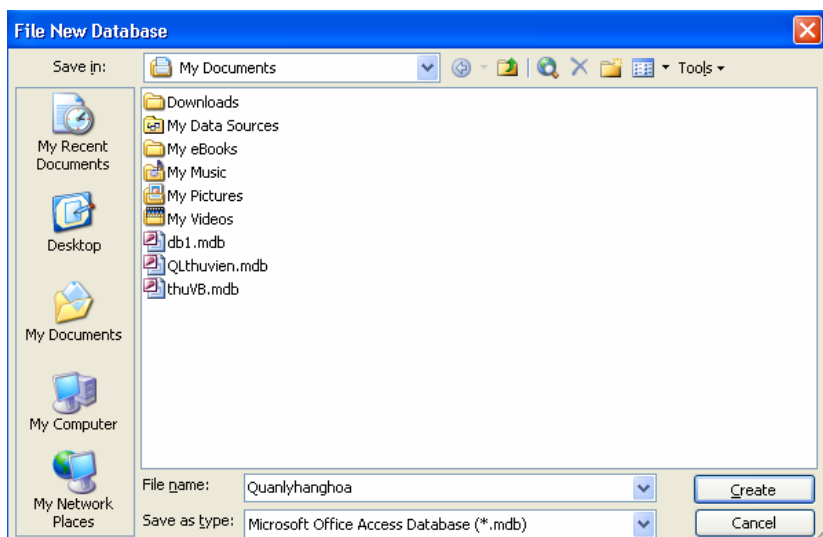 File New Database
Save in:
My Documents
Tools
My Recent
Documents
Desktop
My Documents
My Computer
My Network
Places
Downloads
My Data Sources
My eBooks
My Music
My Pictures
My Videos
db1.mdb
QLthuvien.mdb
thuVB.mdb
File name:
Quanlyhanghoa
Create
Save as type:
Microsoft Office Access Database (*.mdb)
Cancel